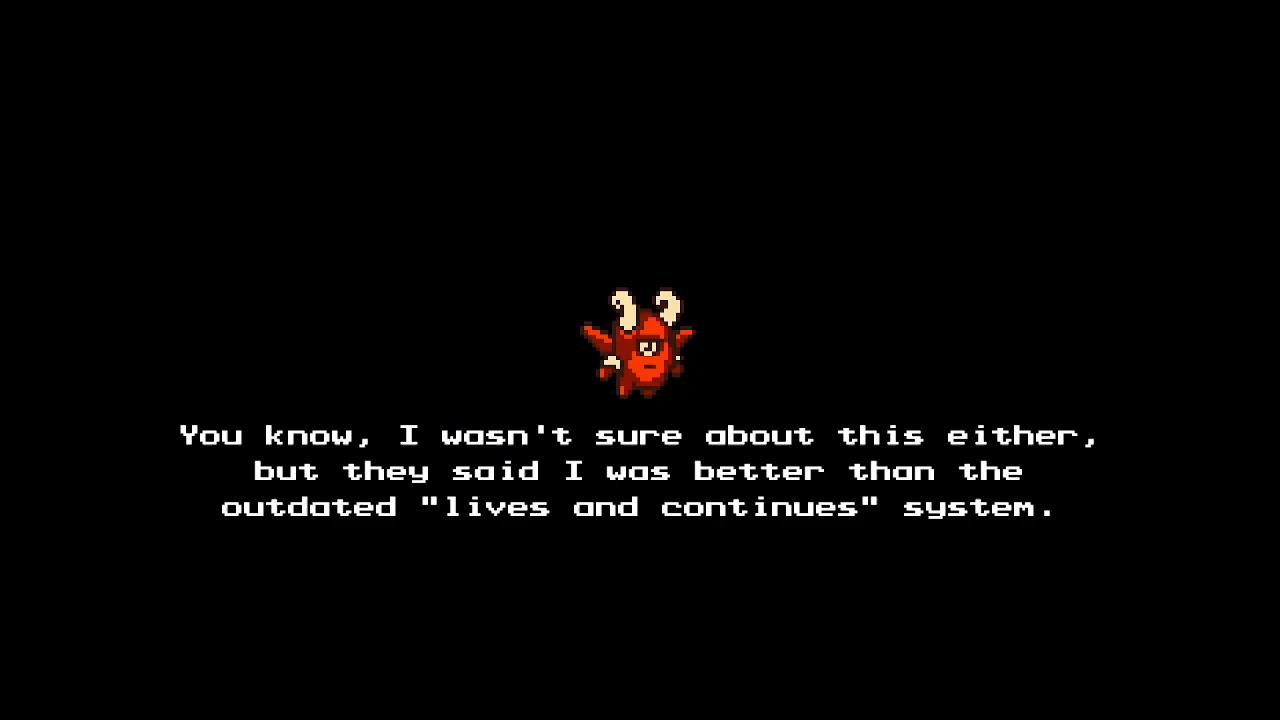 You know, I wasn't sure about this either,
but they said I was better than the
outdated "lives and continues" system.